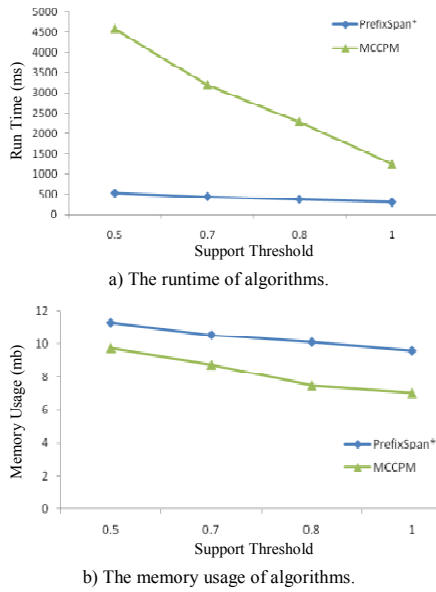 5000
4500
4000
3500
3000
2500
2000
1500
1000
500
0
Run Time (ms)
PrefixSpan*
MCCPM
0.5 0.7 0.8 1
Support Threshold
a) The runtime of algorithms.
12
10
8
6
4
2
0
Memory Usage (mb)
PrefixSpan*
MCCPM
0.5 0.7 0.8 1
Support Threshold
b) The memory usage of algorithms.